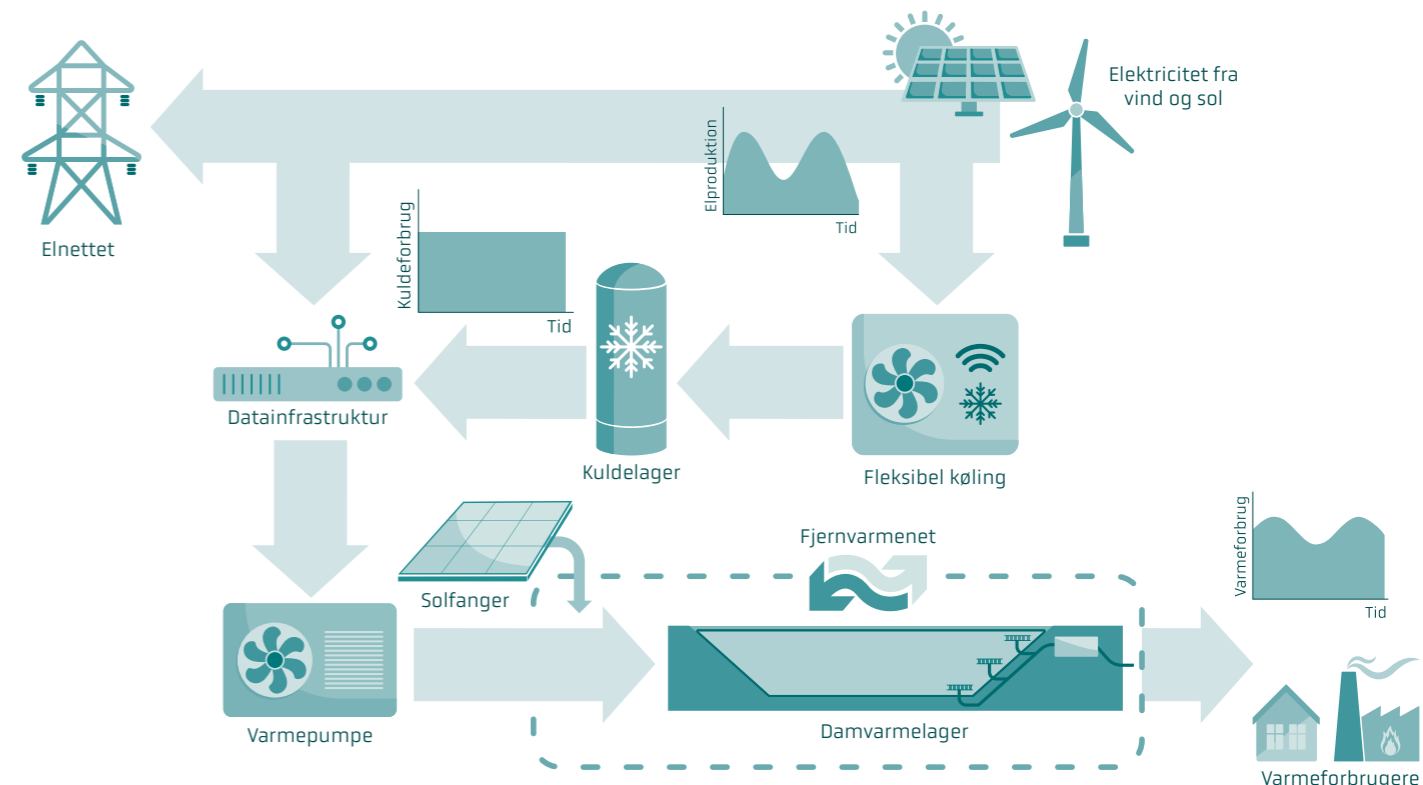 Elektricitet fra
vind og sol
Elproduktion
Tid
Elnettet
Kuldeforbrug
Tid
Datainfrastruktur
Kuldelager
Fleksibel køling
Solfanger
Fjernvarmenet
Varmeforbrug
Tid
Varmepumpe
Damvarmelager
Varmeforbrugere